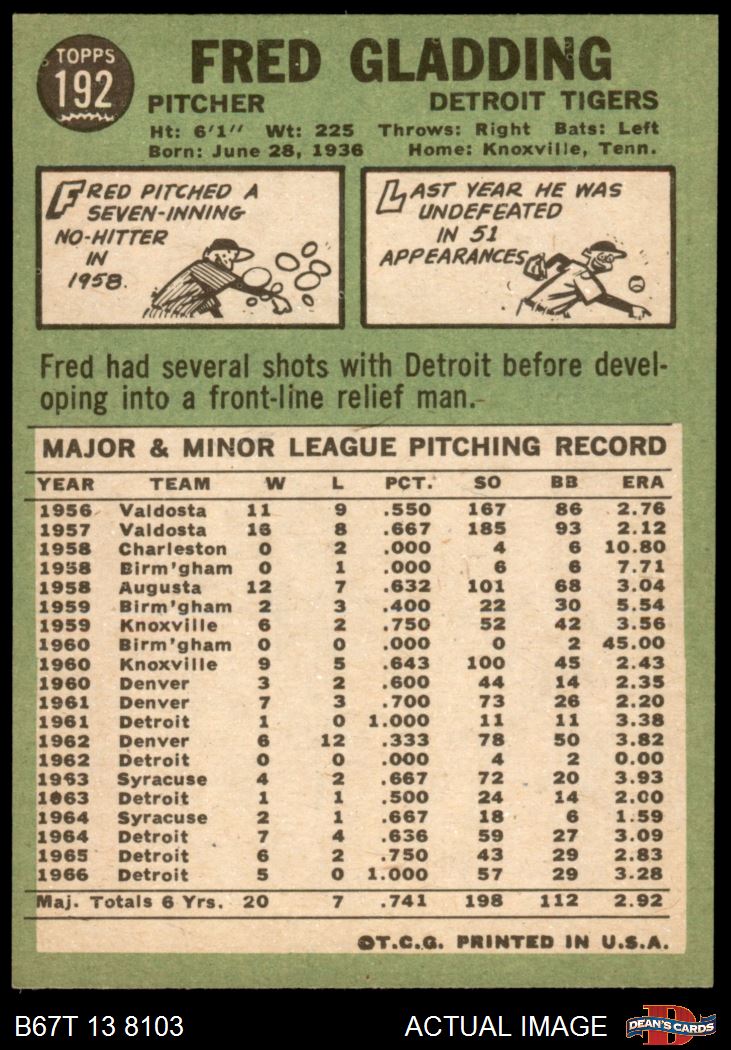 TOPPS
192
FRED GLADDING
PITCHER DETROIT TIGERS
Ht: 6'1" Wt: 225 Throws: Right Bats: Left
Born: June 28, 1936 Home: Knoxville, Tenn.
FRED PITCHED A
SEVEN-INNING
NO-HITTER
IN
1958.
LAST YEAR HE WAS
UNDEFEATED
IN 51
APPEARANCES
Fred had several shots with Detroit before devel-
oping into a front-line relief man.
MAJOR & MINOR LEAGUE PITCHING RECORD
YEAR TEAM W L PCT. SO BB ERA
1956 Valdosta 11 9 .550 167 86 2.76
1957 Valdosta 16 8 .667 185 93 2.12
1958 Charleston 0 2 .000 4 6 10.80
1958 Birm'gham 0 1 .000 6 6 7.71
1958 Augusta 12 7 .632 101 68 3.04
1959 Birm'gham 2 3 .400 22 30 5.54
1959 Knoxville 6 2 .750 52 42 3.56
1960 Birm'gham 0 0 .000 0 2 45.00
1960 Knoxville 9 5 .643 100 45 2.43
1960 Denver 3 2 .600 44 14 2.35
1961 Denver 7 3 .700 73 26 2.20
1961 Detroit 1 0 1.000 11 11 3.38
1962 Denver 6 12 .333 78 50 3.82
1962 Detroit 0 0 .000 4 2 0.00
1963 Syracuse 4 2 .667 72 20 3.93
1963 Detroit 1 1 .500 24 14 2.00
1964 Syracuse 2 1 .667 18 6 1.59
1964 Detroit 7 4 .636 59 27 3.09
1965 Detroit 6 2 .750 43 29 2.83
1966 Detroit 5 0 1.000 57 29 3.28
Maj. Totals 6 Yrs. 20 7 .741 198 112 2.92
©T.C.G. PRINTED IN U.S.A.
B67T 13 8103 ACTUAL IMAGE
D
DEAN'S CARDS